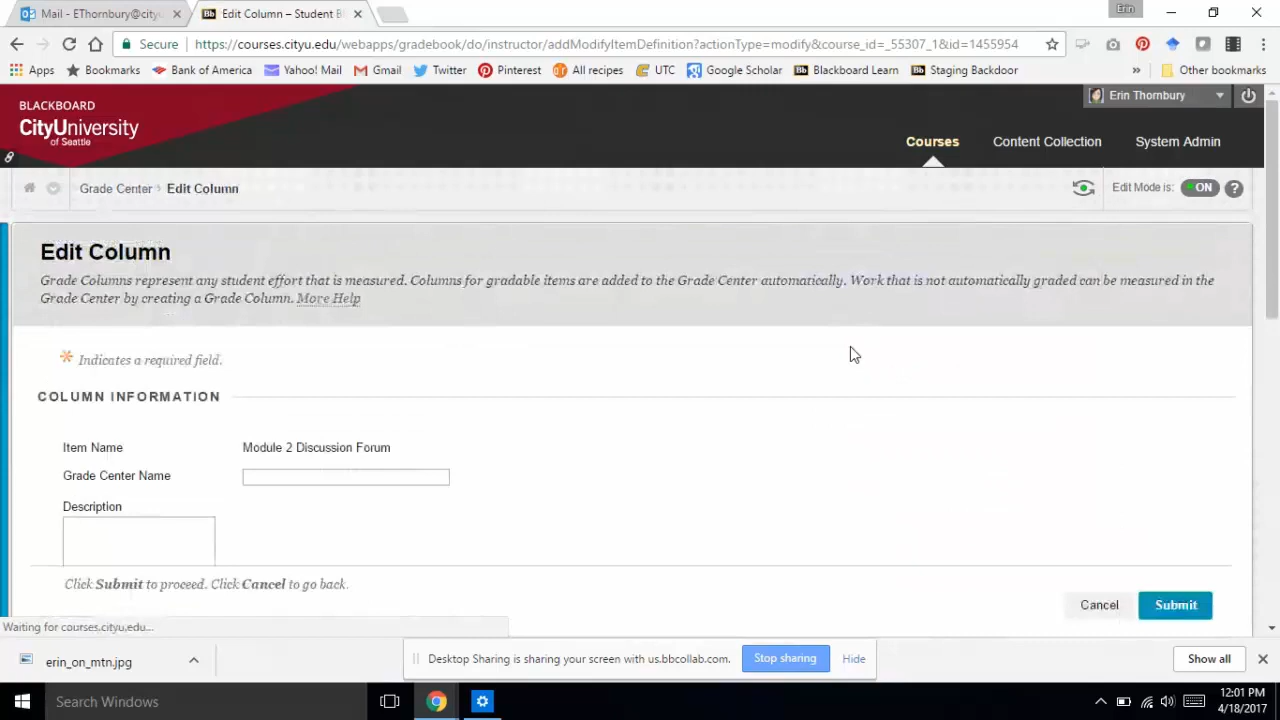 Erin
Mail - EThornbury@city
Edit Column – Student B
Secure
https://courses.cityu.edu/webapps/gradebook/do/instructor/addModifyItemDefinition?actionType=modify&course_id=_55307_1&id=1455954
Apps
Bookmarks
Bank of America
Yahoo! Mail
Gmail
Twitter
Pinterest
All recipes
UTC
Google Scholar
Blackboard Learn
Staging Backdoor
»
Other bookmarks
BLACKBOARD
CityUniversity
of Seattle
Erin Thornbury
Courses
Content Collection
System Admin
Grade Center
Edit Column
Edit Mode is:
ON
?
Edit Column
Grade Columns represent any student effort that is measured. Columns for gradable items are added to the Grade Center automatically. Work that is not automatically graded can be measured in the
Grade Center by creating a Grade Column. More Help
Indicates a required field.
COLUMN INFORMATION
Item Name
Module 2 Discussion Forum
Grade Center Name
Description
Click Submit to proceed. Click Cancel to go back.
Cancel
Submit
Waiting for courses.cityu.edu...
erin_on_mtn.jpg
Desktop Sharing is sharing your screen with us.bbcollab.com.
Stop sharing
Hide
Show all
Search Windows
12:01 PM
4/18/2017